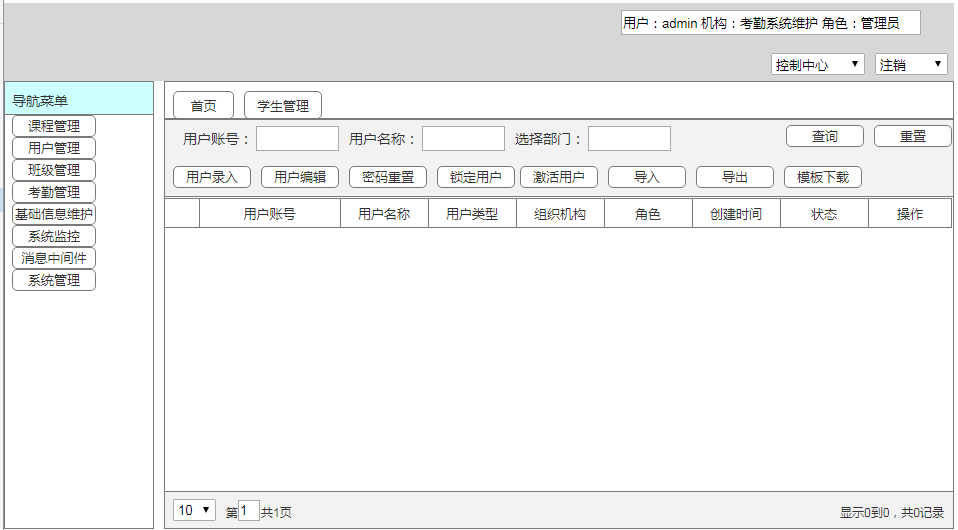 用户：admin 机构：考勤系统维护 角色：管理员
控制中心 注销
导航菜单
课程管理
用户管理
班级管理
考勤管理
基础信息维护
系统监控
消息中间件
系统管理
首页 学生管理
用户账号： 用户名称： 选择部门： 查询 重置
用户录入 用户编辑 密码重置 锁定用户 激活用户 导入 导出 模板下载
用户账号 用户名称 用户类型 组织机构 角色 创建时间 状态 操作
10 第1共1页 显示0到0，共0记录